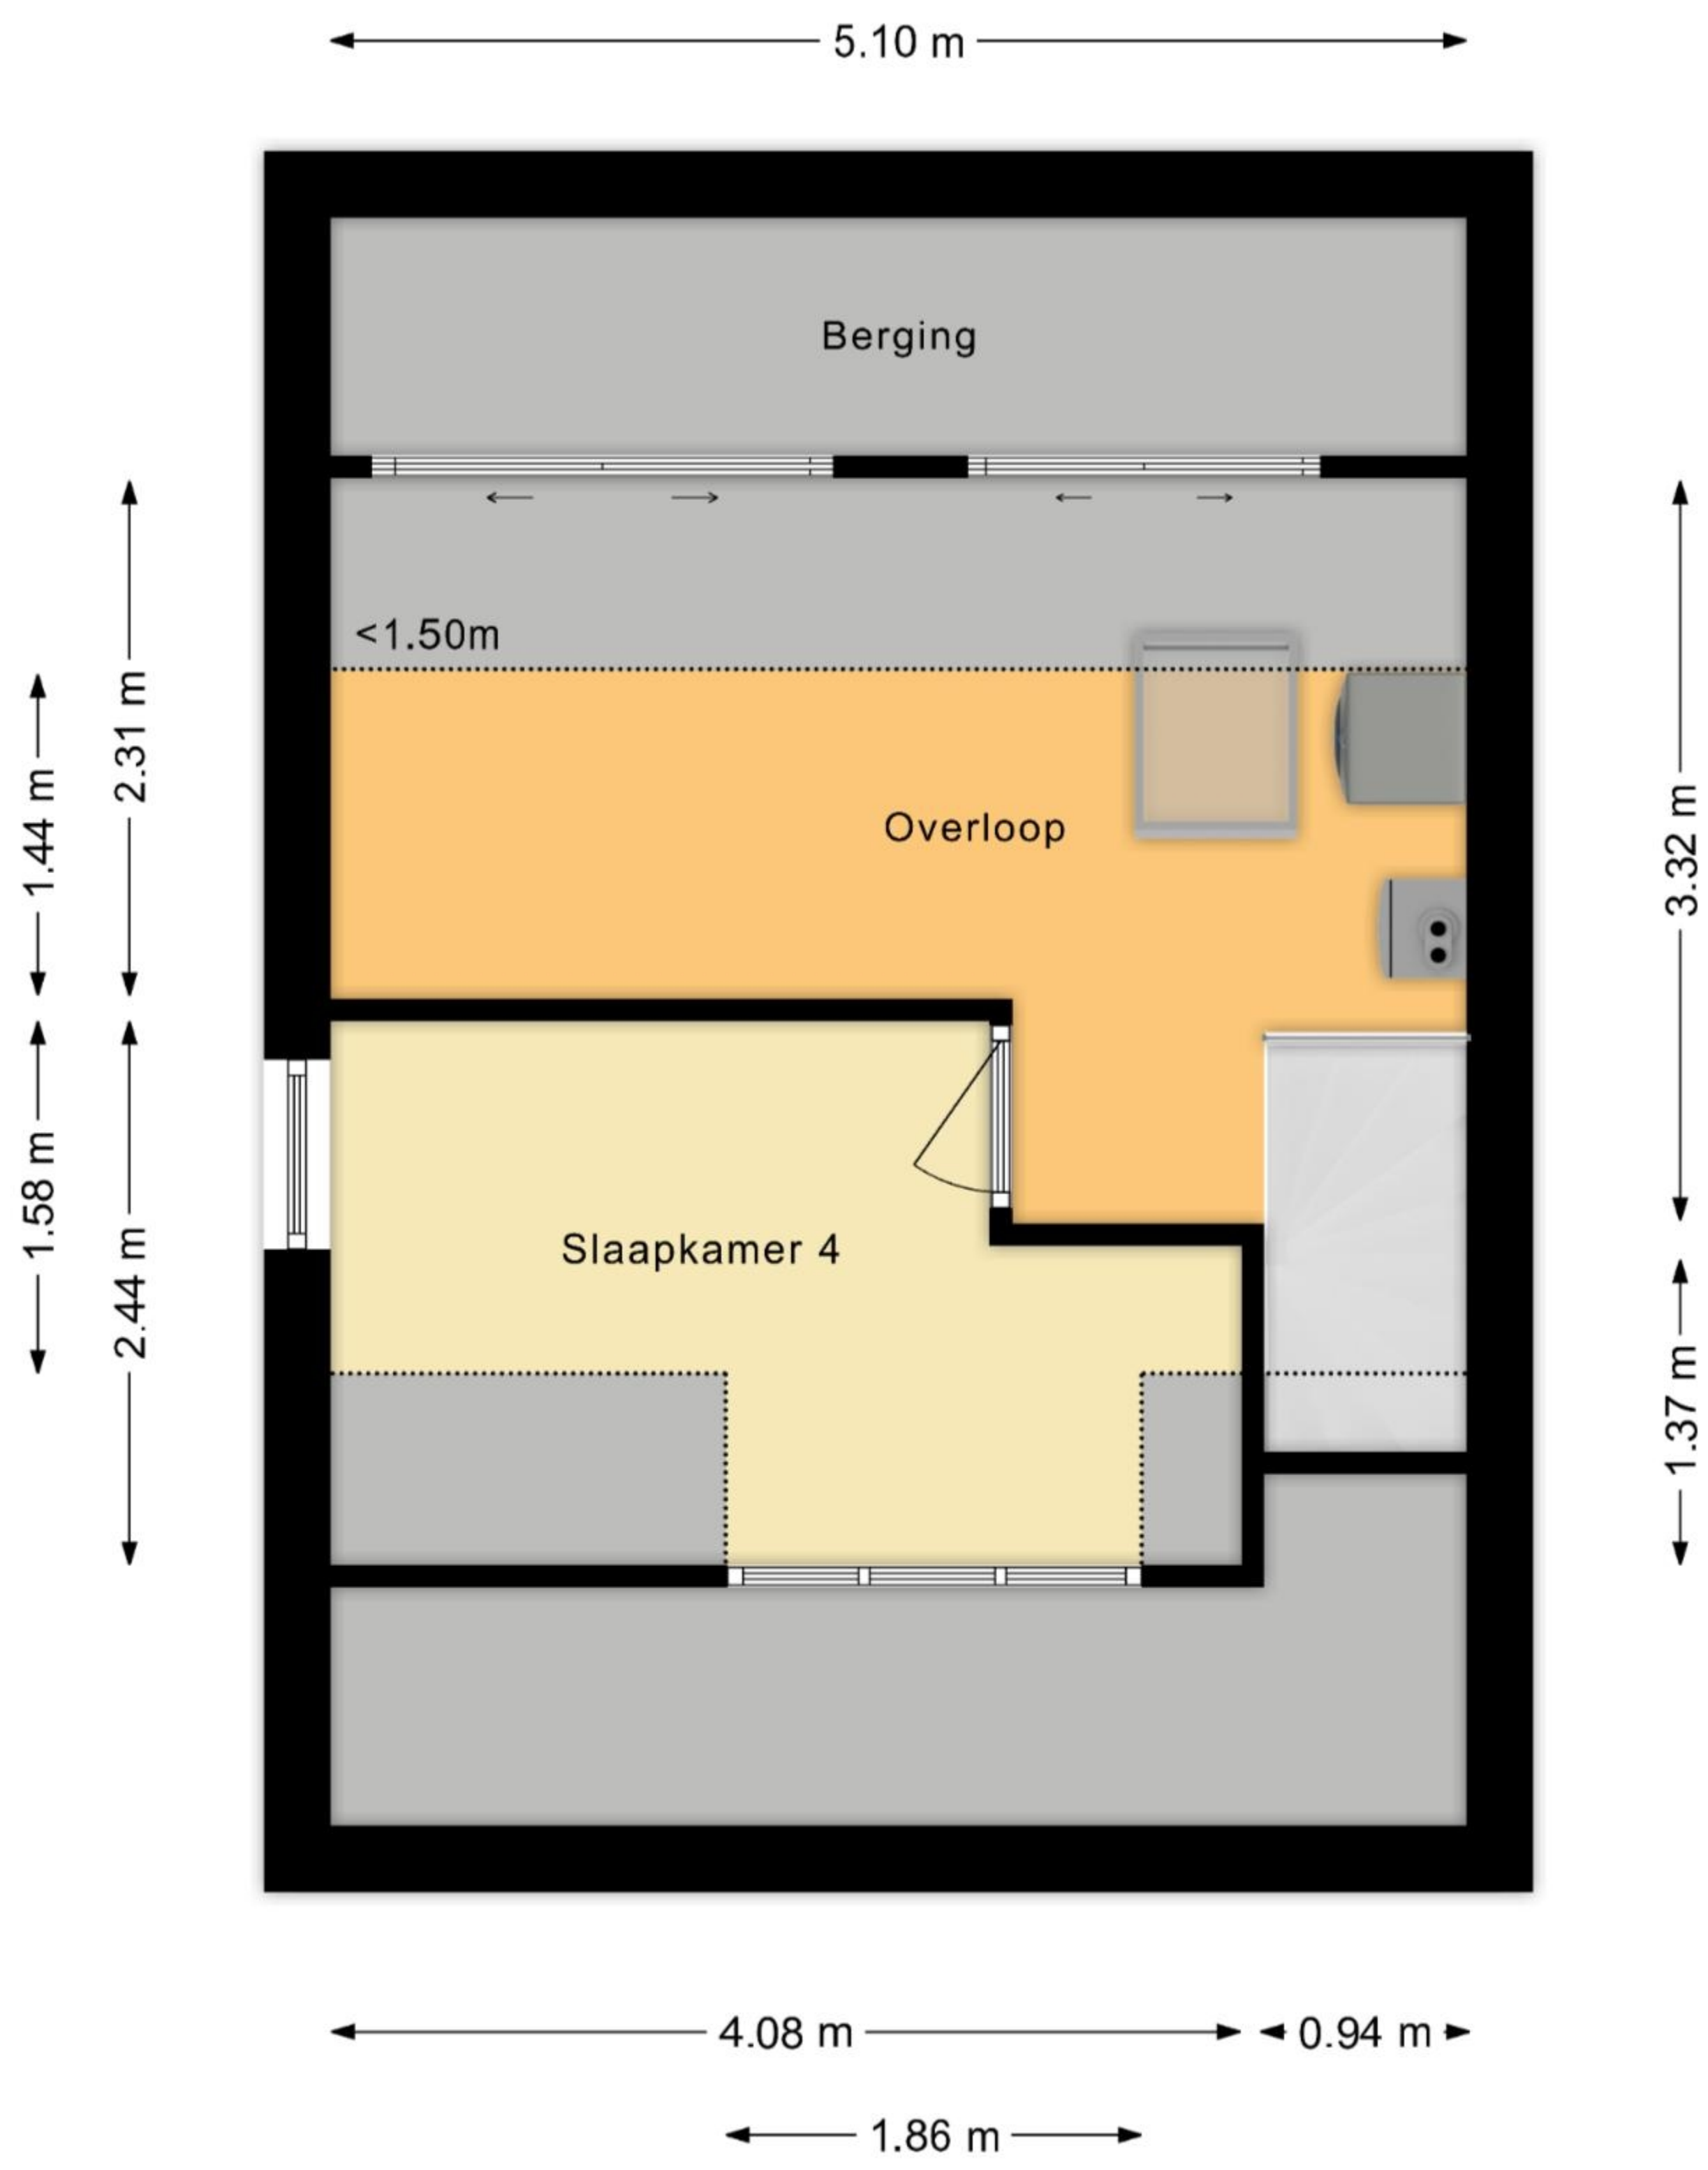 5.10 m
Berging
<1.50m
2.31 m
1.44 m
3.32 m
Overloop
1.58 m
2.44 m
Slaapkamer 4
1.37 m
4.08 m
0.94 m
1.86 m